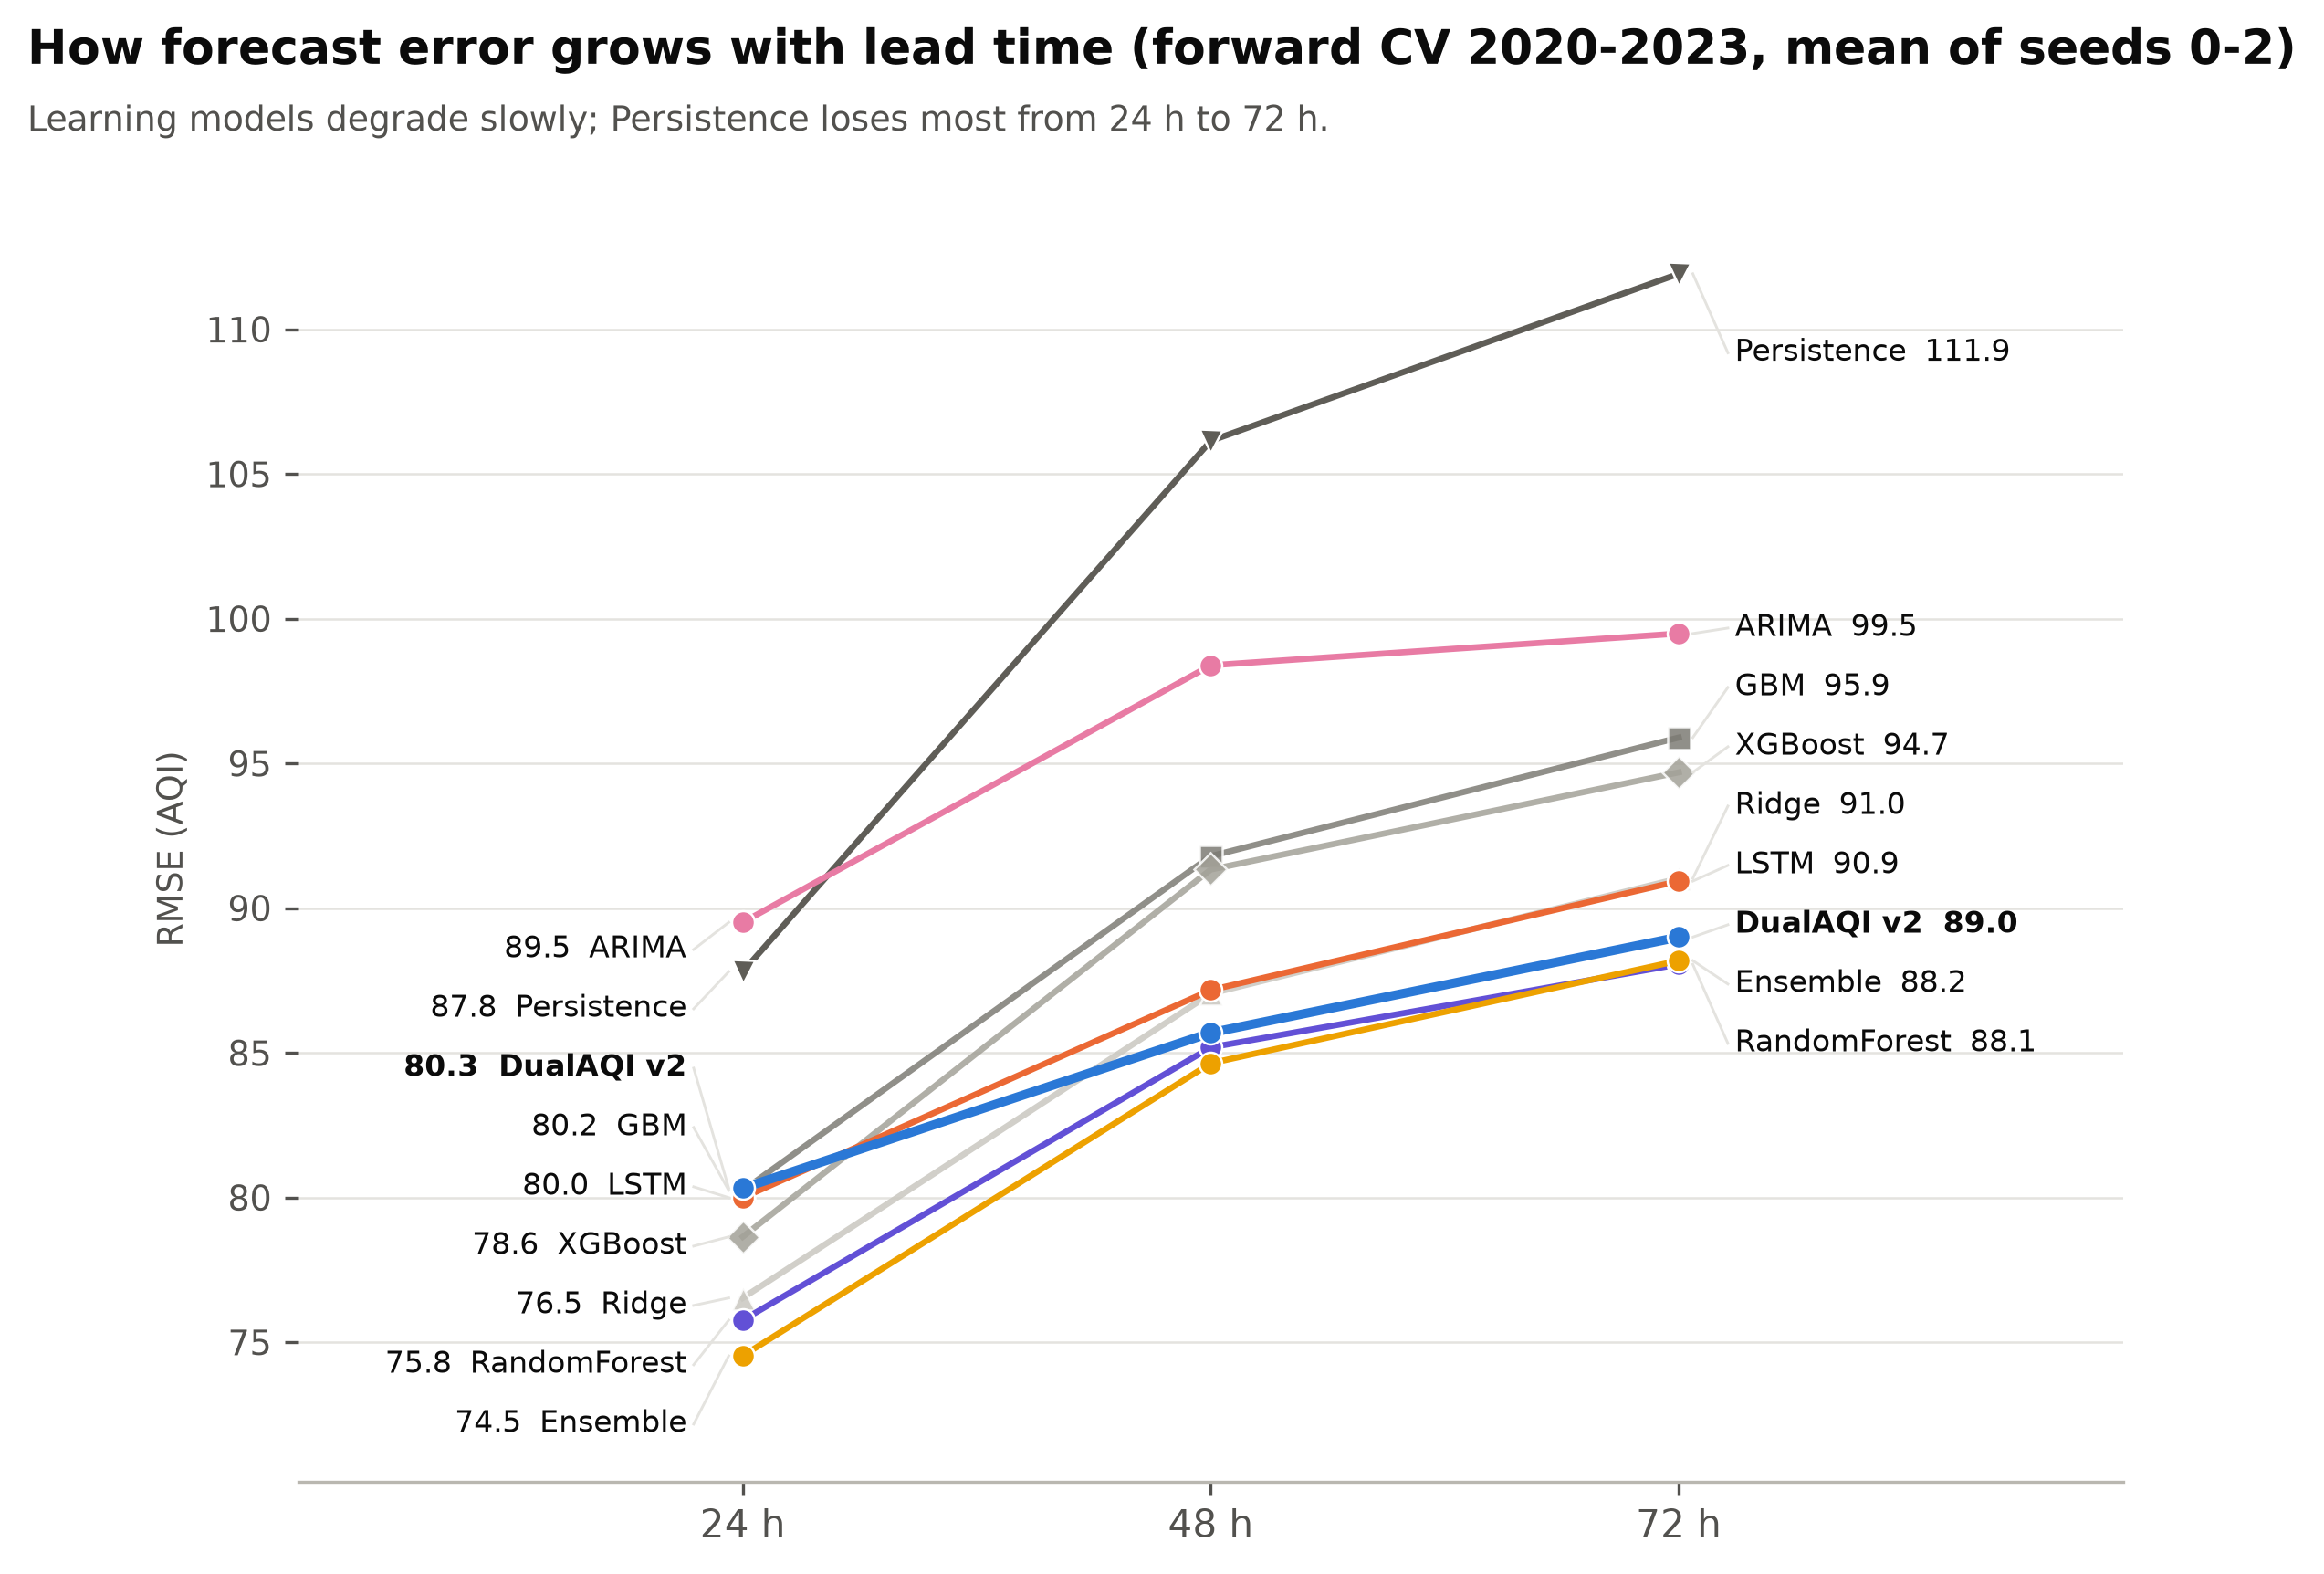 How forecast error grows with lead time (forward CV 2020-2023, mean of seeds 0-2)
Learning models degrade slowly; Persistence loses most from 24 h to 72 h.
RMSE (AQI)
110
105
100
95
90
85
80
75
89.5 ARIMA
87.8 Persistence
80.3 DualAQI v2
80.2 GBM
80.0 LSTM
78.6 XGBoost
76.5 Ridge
75.8 RandomForest
74.5 Ensemble
Persistence 111.9
ARIMA 99.5
GBM 95.9
XGBoost 94.7
Ridge 91.0
LSTM 90.9
DualAQI v2 89.0
Ensemble 88.2
RandomForest 88.1
24 h
48 h
72 h